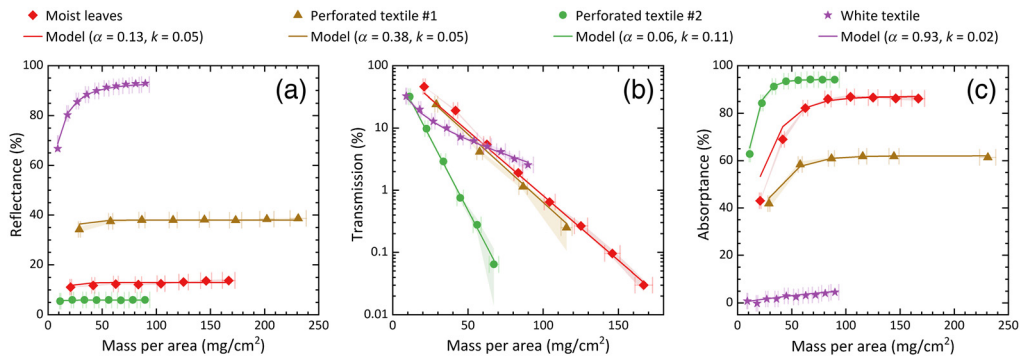 Moist leaves
Perforated textile #1
Perforated textile #2
White textile
Model (α = 0.13, k = 0.05)
Model (α = 0.38, k = 0.05)
Model (α = 0.06, k = 0.11)
Model (α = 0.93, k = 0.02)
(a)
Reflectance (%)
100
80
60
40
20
0
0 50 100 150 200 250
Mass per area (mg/cm²)
(b)
Transmission (%)
100
10
1
0.1
0.01
0 50 100 150
Mass per area (mg/cm²)
(c)
Absorptance (%)
100
80
60
40
20
0
0 50 100 150 200 250
Mass per area (mg/cm²)